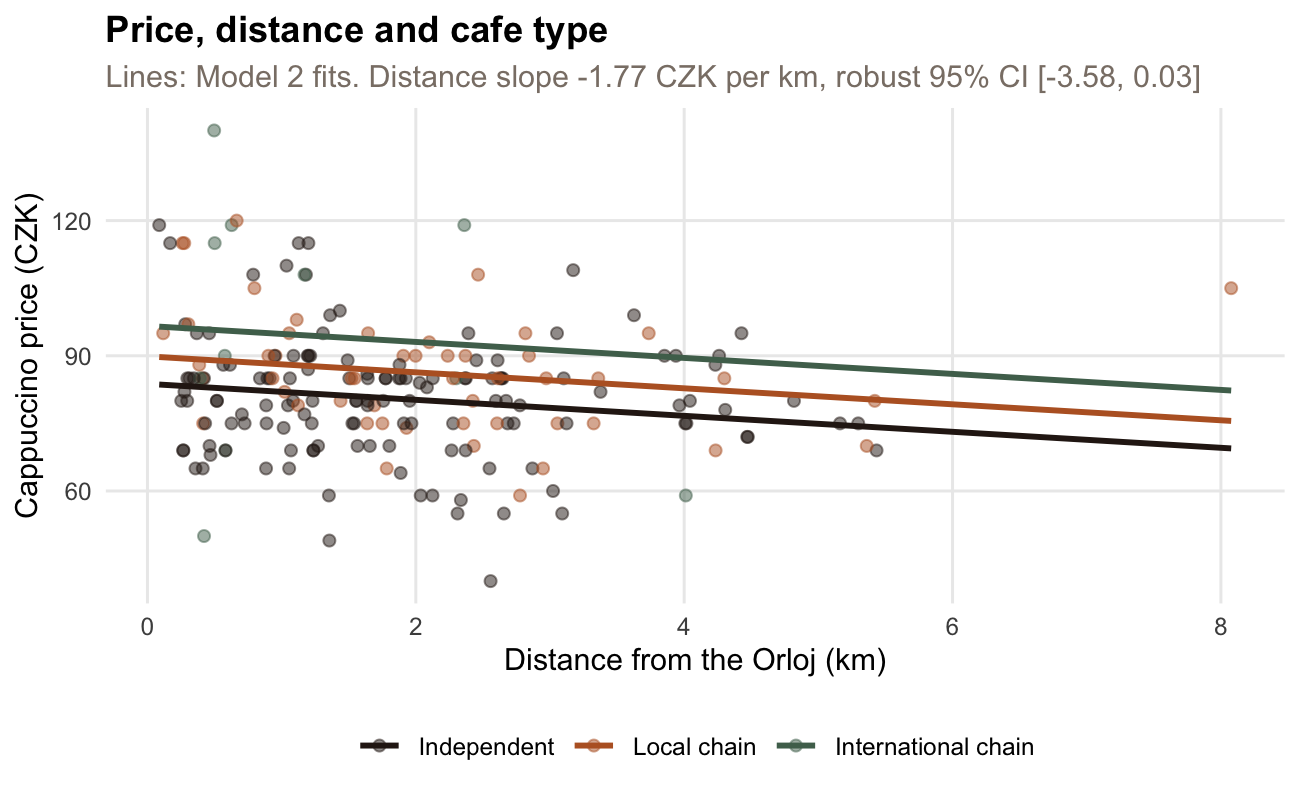 Price, distance and cafe type
Lines: Model 2 fits. Distance slope -1.77 CZK per km, robust 95% CI [-3.58, 0.03]
Cappuccino price (CZK)
120
90
60
0 2 4 6 8
Distance from the Orloj (km)
Independent Local chain International chain